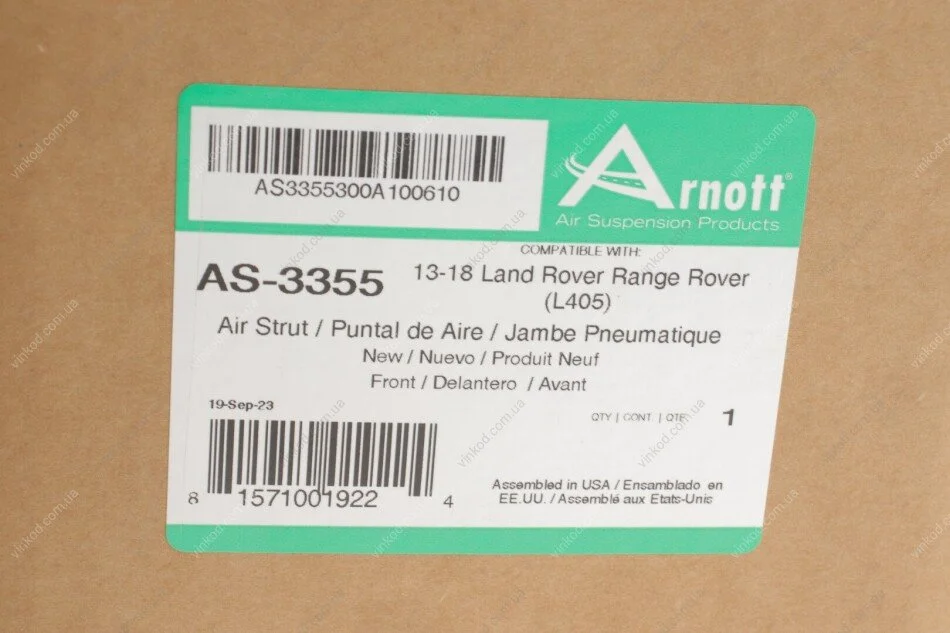 AS3355300A100610
Arnott®
Air Suspension Products
COMPATIBLE WITH:
AS-3355
13-18 Land Rover Range Rover
(L405)
Air Strut / Puntal de Aire / Jambe Pneumatique
New / Nuevo / Produit Neuf
Front / Delantero / Avant
19-Sep-23
QTY | CONT. | QTE 1
8 1571001922 4
Assembled in USA / Ensamblado en
EE.UU. / Assemblé aux Etats-Unis
vinkod.com.ua